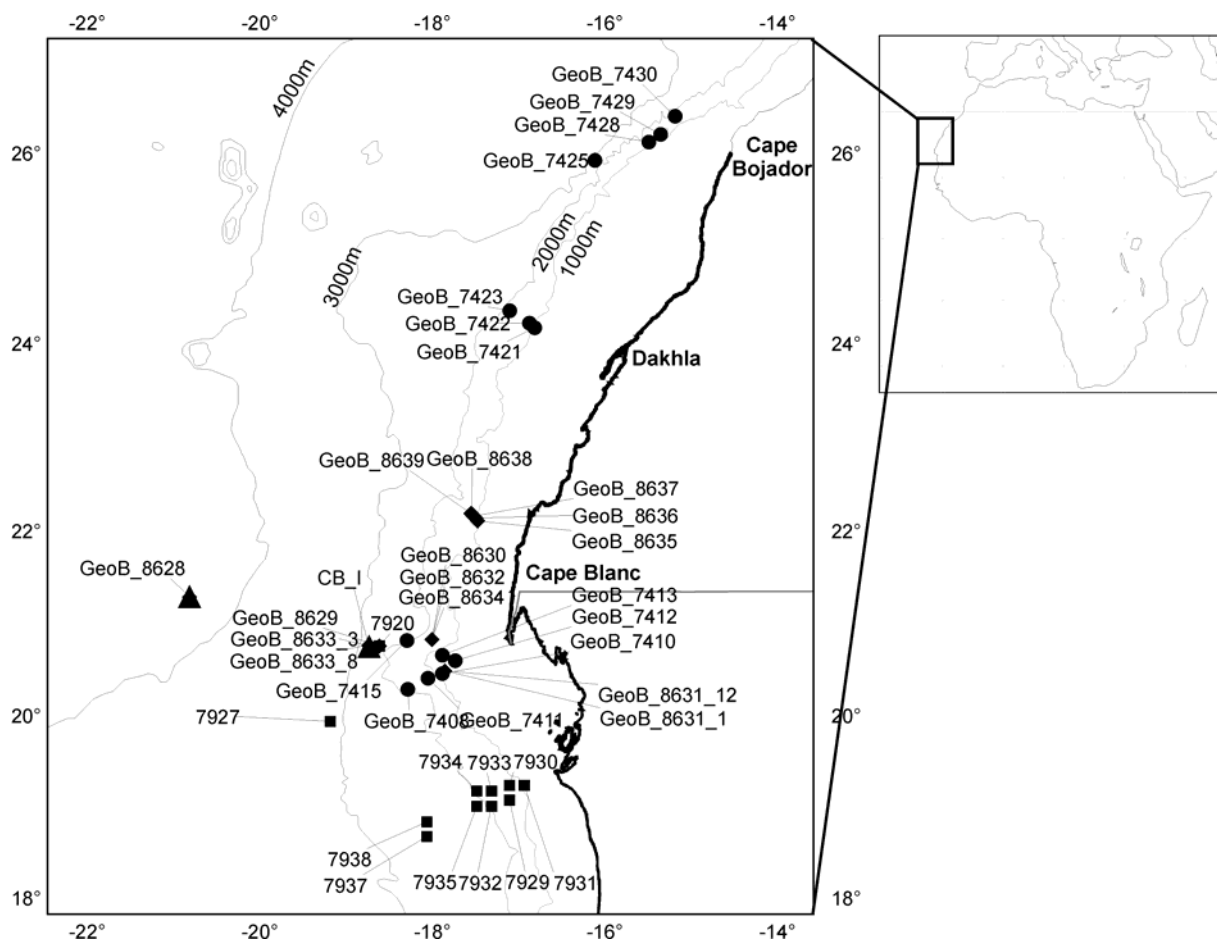 -22 -20 -18 -16 -14
4000m
GeoB_7430
GeoB_7429
GeoB_7428
GeoB_7425
26° 26°
Cape
Bojador
2000m
1000m
3000m
GeoB_7423
GeoB_7422
GeoB_7421
24° 24°
Dakhla
GeoB_8639 GeoB_8638
GeoB_8637
GeoB_8636
GeoB_8635
22° 22°
GeoB_8630
GeoB_8632
GeoB_8634
GeoB_8628
CB_I
Cape Blanc
GeoB_7413
GeoB_7412
GeoB_7410
GeoB_8629
7920
GeoB_8633_3
GeoB_8633_8
GeoB_7415
GeoB_8631_12
GeoB_8631_1
7927
GeoB_7408
GeoB_7411
20° 20°
7934 7933 7930
7938
7937
7935 7932 7929 7931
18° 18°
-22 -20 -18 -16 -14